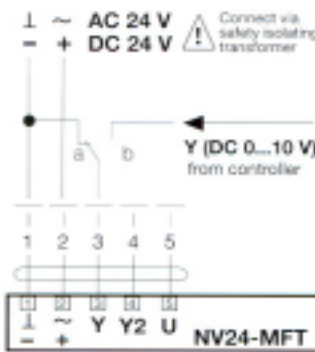 ⊥ ~ AC 24 V
− + DC 24 V
Connect via
safety isolating
transformer
a b
Y (DC 0...10 V)
from controller
1 2 3 4 5
1 2 3 4 5
⊥ ~ Y Y2 U
− +
NV24-MFT